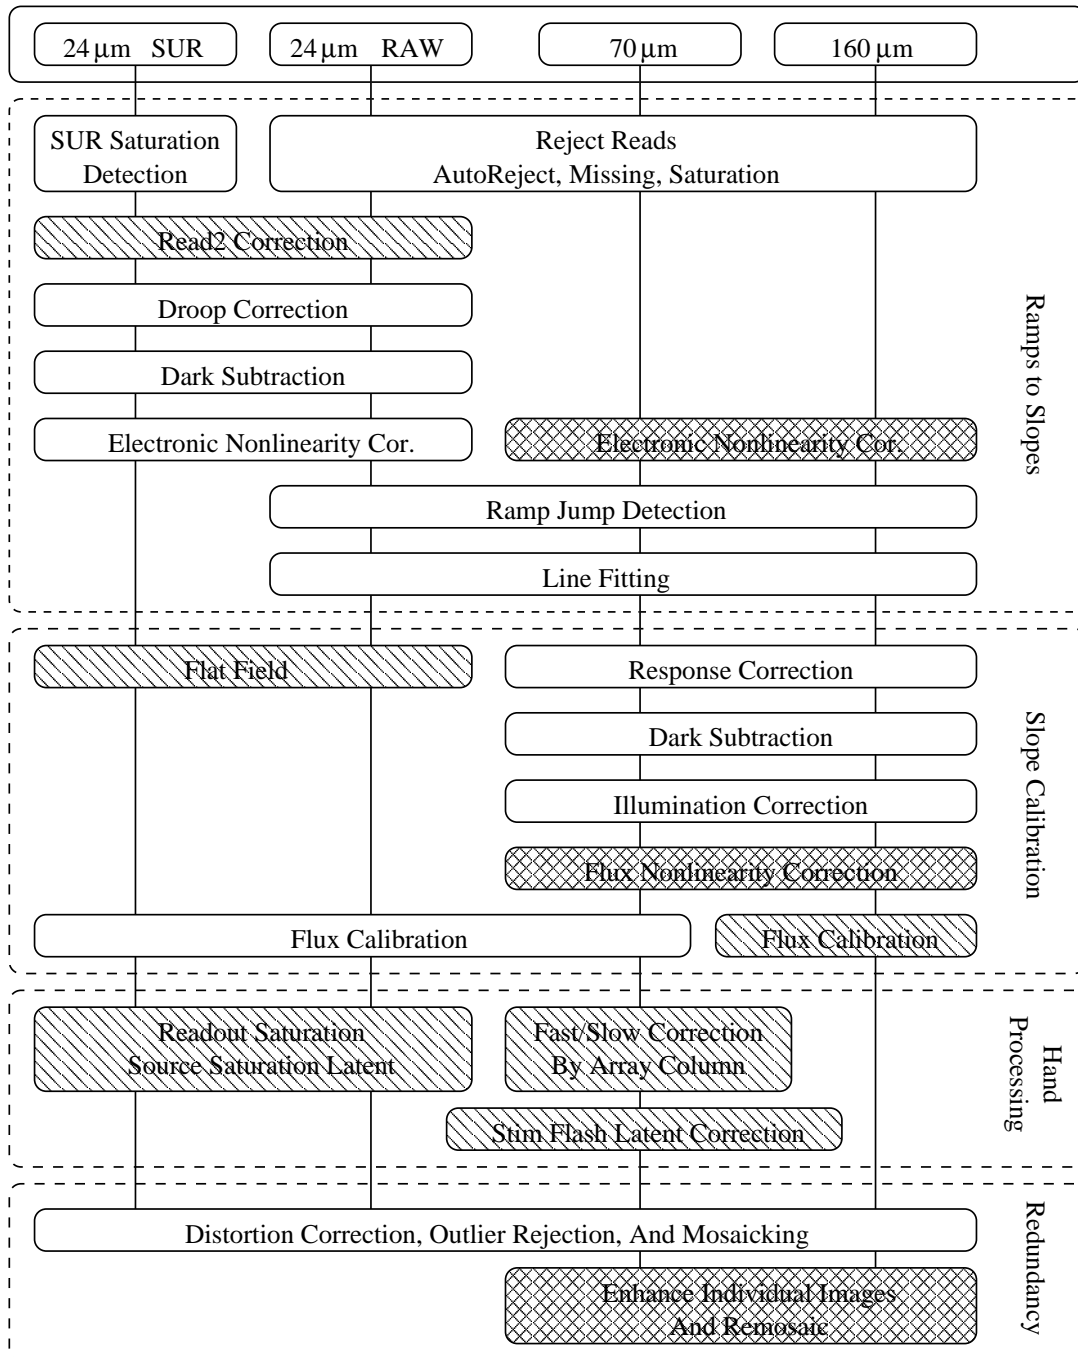 24 μm SUR
24 μm RAW
70 μm
160 μm
SUR Saturation
Detection
Reject Reads
AutoReject, Missing, Saturation
Read2 Correction
Droop Correction
Dark Subtraction
Electronic Nonlinearity Cor.
Electronic Nonlinearity Cor.
Ramp Jump Detection
Line Fitting
Ramps to Slopes
Flat Field
Response Correction
Dark Subtraction
Illumination Correction
Flux Nonlinearity Correction
Flux Calibration
Flux Calibration
Slope Calibration
Readout Saturation
Source Saturation Latent
Fast/Slow Correction
By Array Column
Stim Flash Latent Correction
Hand
Processing
Distortion Correction, Outlier Rejection, And Mosaicking
Enhance Individual Images
And Remosaic
Redundancy